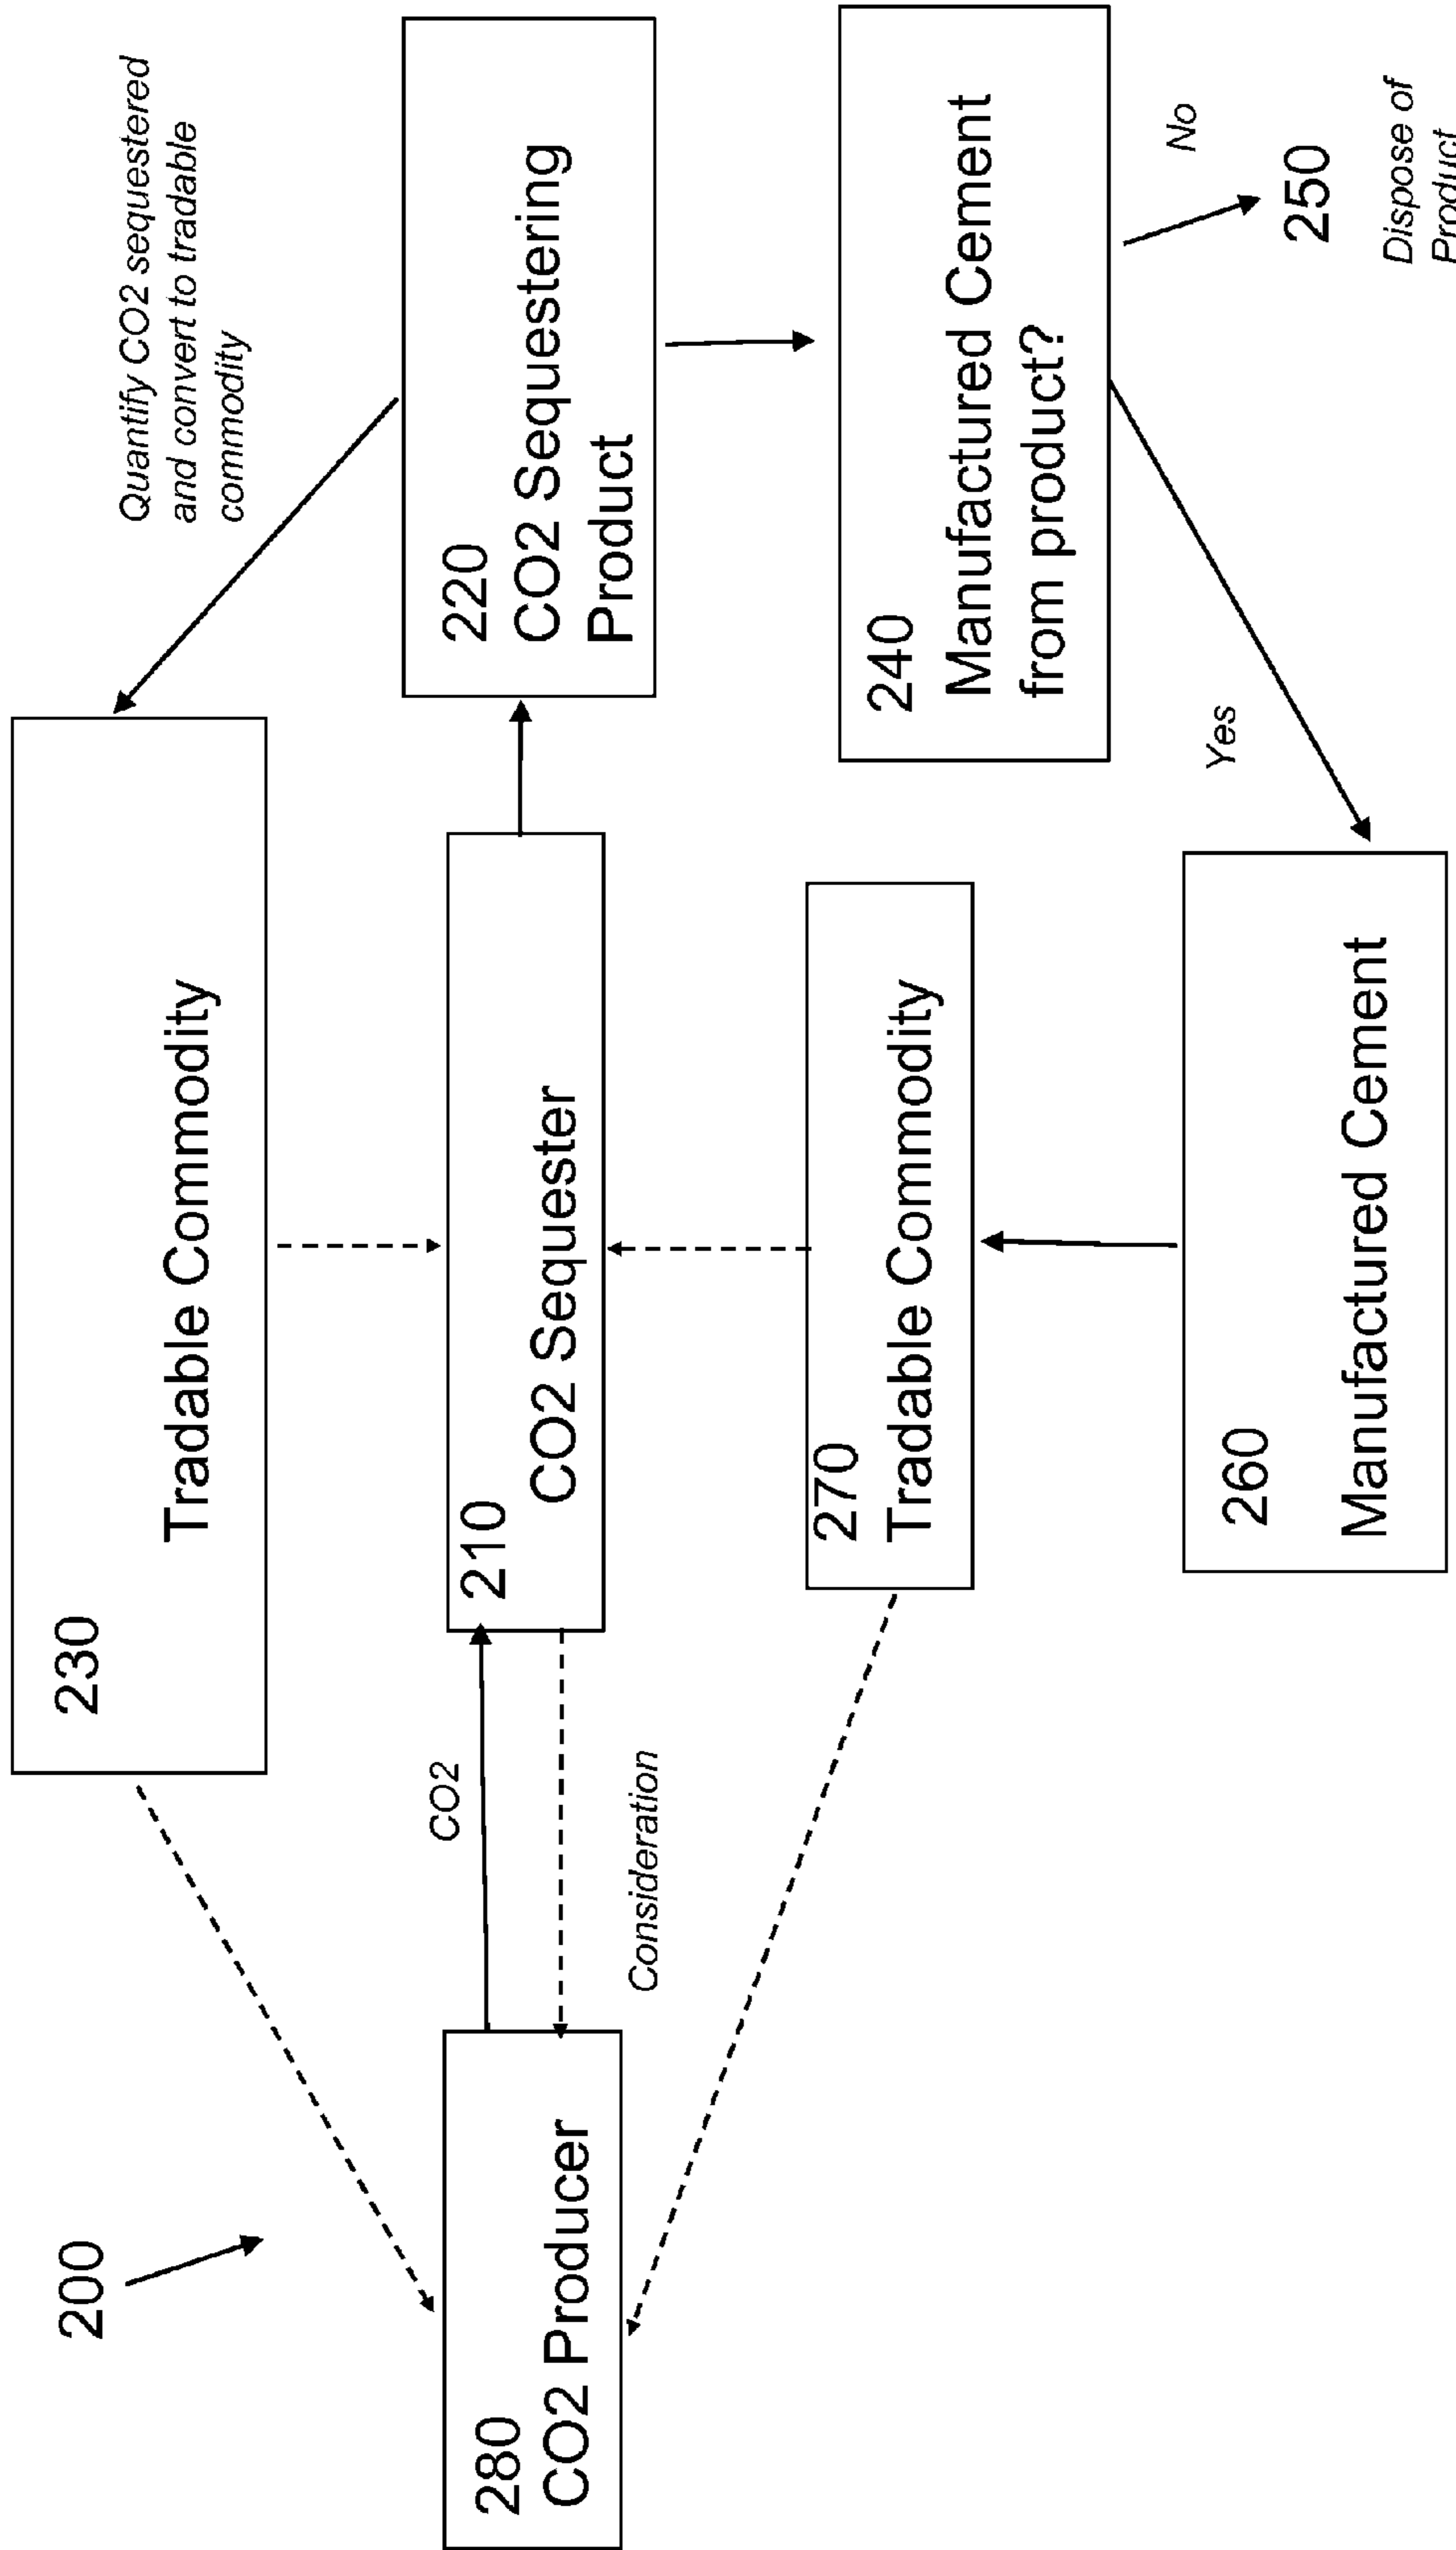 200
230
Tradable Commodity
Quantify CO2 sequestered
and convert to tradable
commodity
280
CO2 Producer
CO2
Consideration
210
CO2 Sequester
220
CO2 Sequestering
Product
270
Tradable Commodity
240
Manufactured Cement
from product?
Yes
No
260
Manufactured Cement
250
Dispose of
Product